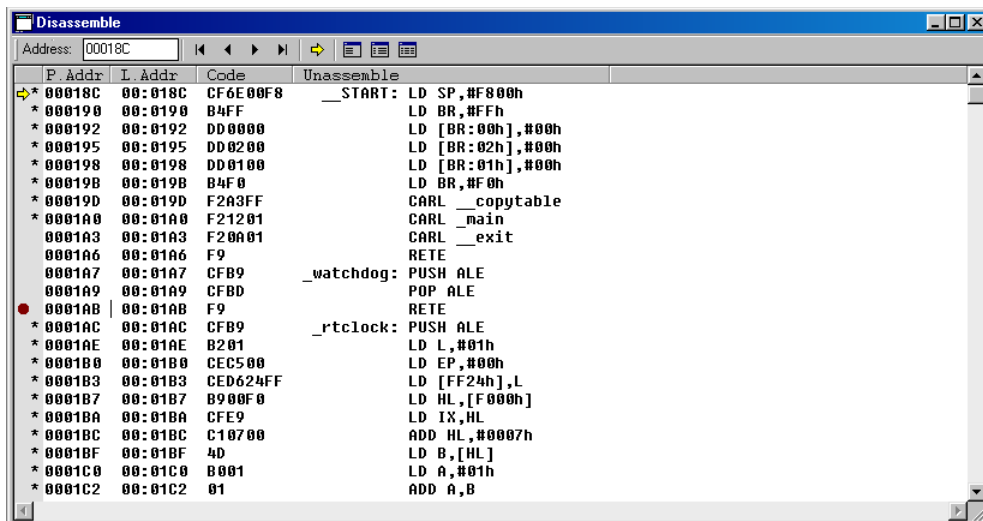 Disassemble
Address: 00018C
P.Addr L.Addr Code Unassemble
* 00018C 00:018C CF6E00F8 __START: LD SP,#F800h
* 000190 00:0190 B4FF LD BR,#FFh
* 000192 00:0192 DD0000 LD [BR:00h],#00h
* 000195 00:0195 DD0200 LD [BR:02h],#00h
* 000198 00:0198 DD0100 LD [BR:01h],#00h
* 00019B 00:019B B4F0 LD BR,#F0h
* 00019D 00:019D F2A3FF CARL __copytable
* 0001A0 00:01A0 F21201 CARL _main
0001A3 00:01A3 F20A01 CARL __exit
0001A6 00:01A6 F9 RETE
0001A7 00:01A7 CFB9 _watchdog: PUSH ALE
0001A9 00:01A9 CFBD POP ALE
0001AB 00:01AB F9 RETE
* 0001AC 00:01AC CFB9 _rtclock: PUSH ALE
* 0001AE 00:01AE B201 LD L,#01h
* 0001B0 00:01B0 CEC500 LD EP,#00h
* 0001B3 00:01B3 CED624FF LD [FF24h],L
* 0001B7 00:01B7 B900F0 LD HL,[F000h]
* 0001BA 00:01BA CFE9 LD IX,HL
* 0001BC 00:01BC C10700 ADD HL,#0007h
* 0001BF 00:01BF 4D LD B,[HL]
* 0001C0 00:01C0 B001 LD A,#01h
* 0001C2 00:01C2 01 ADD A,B